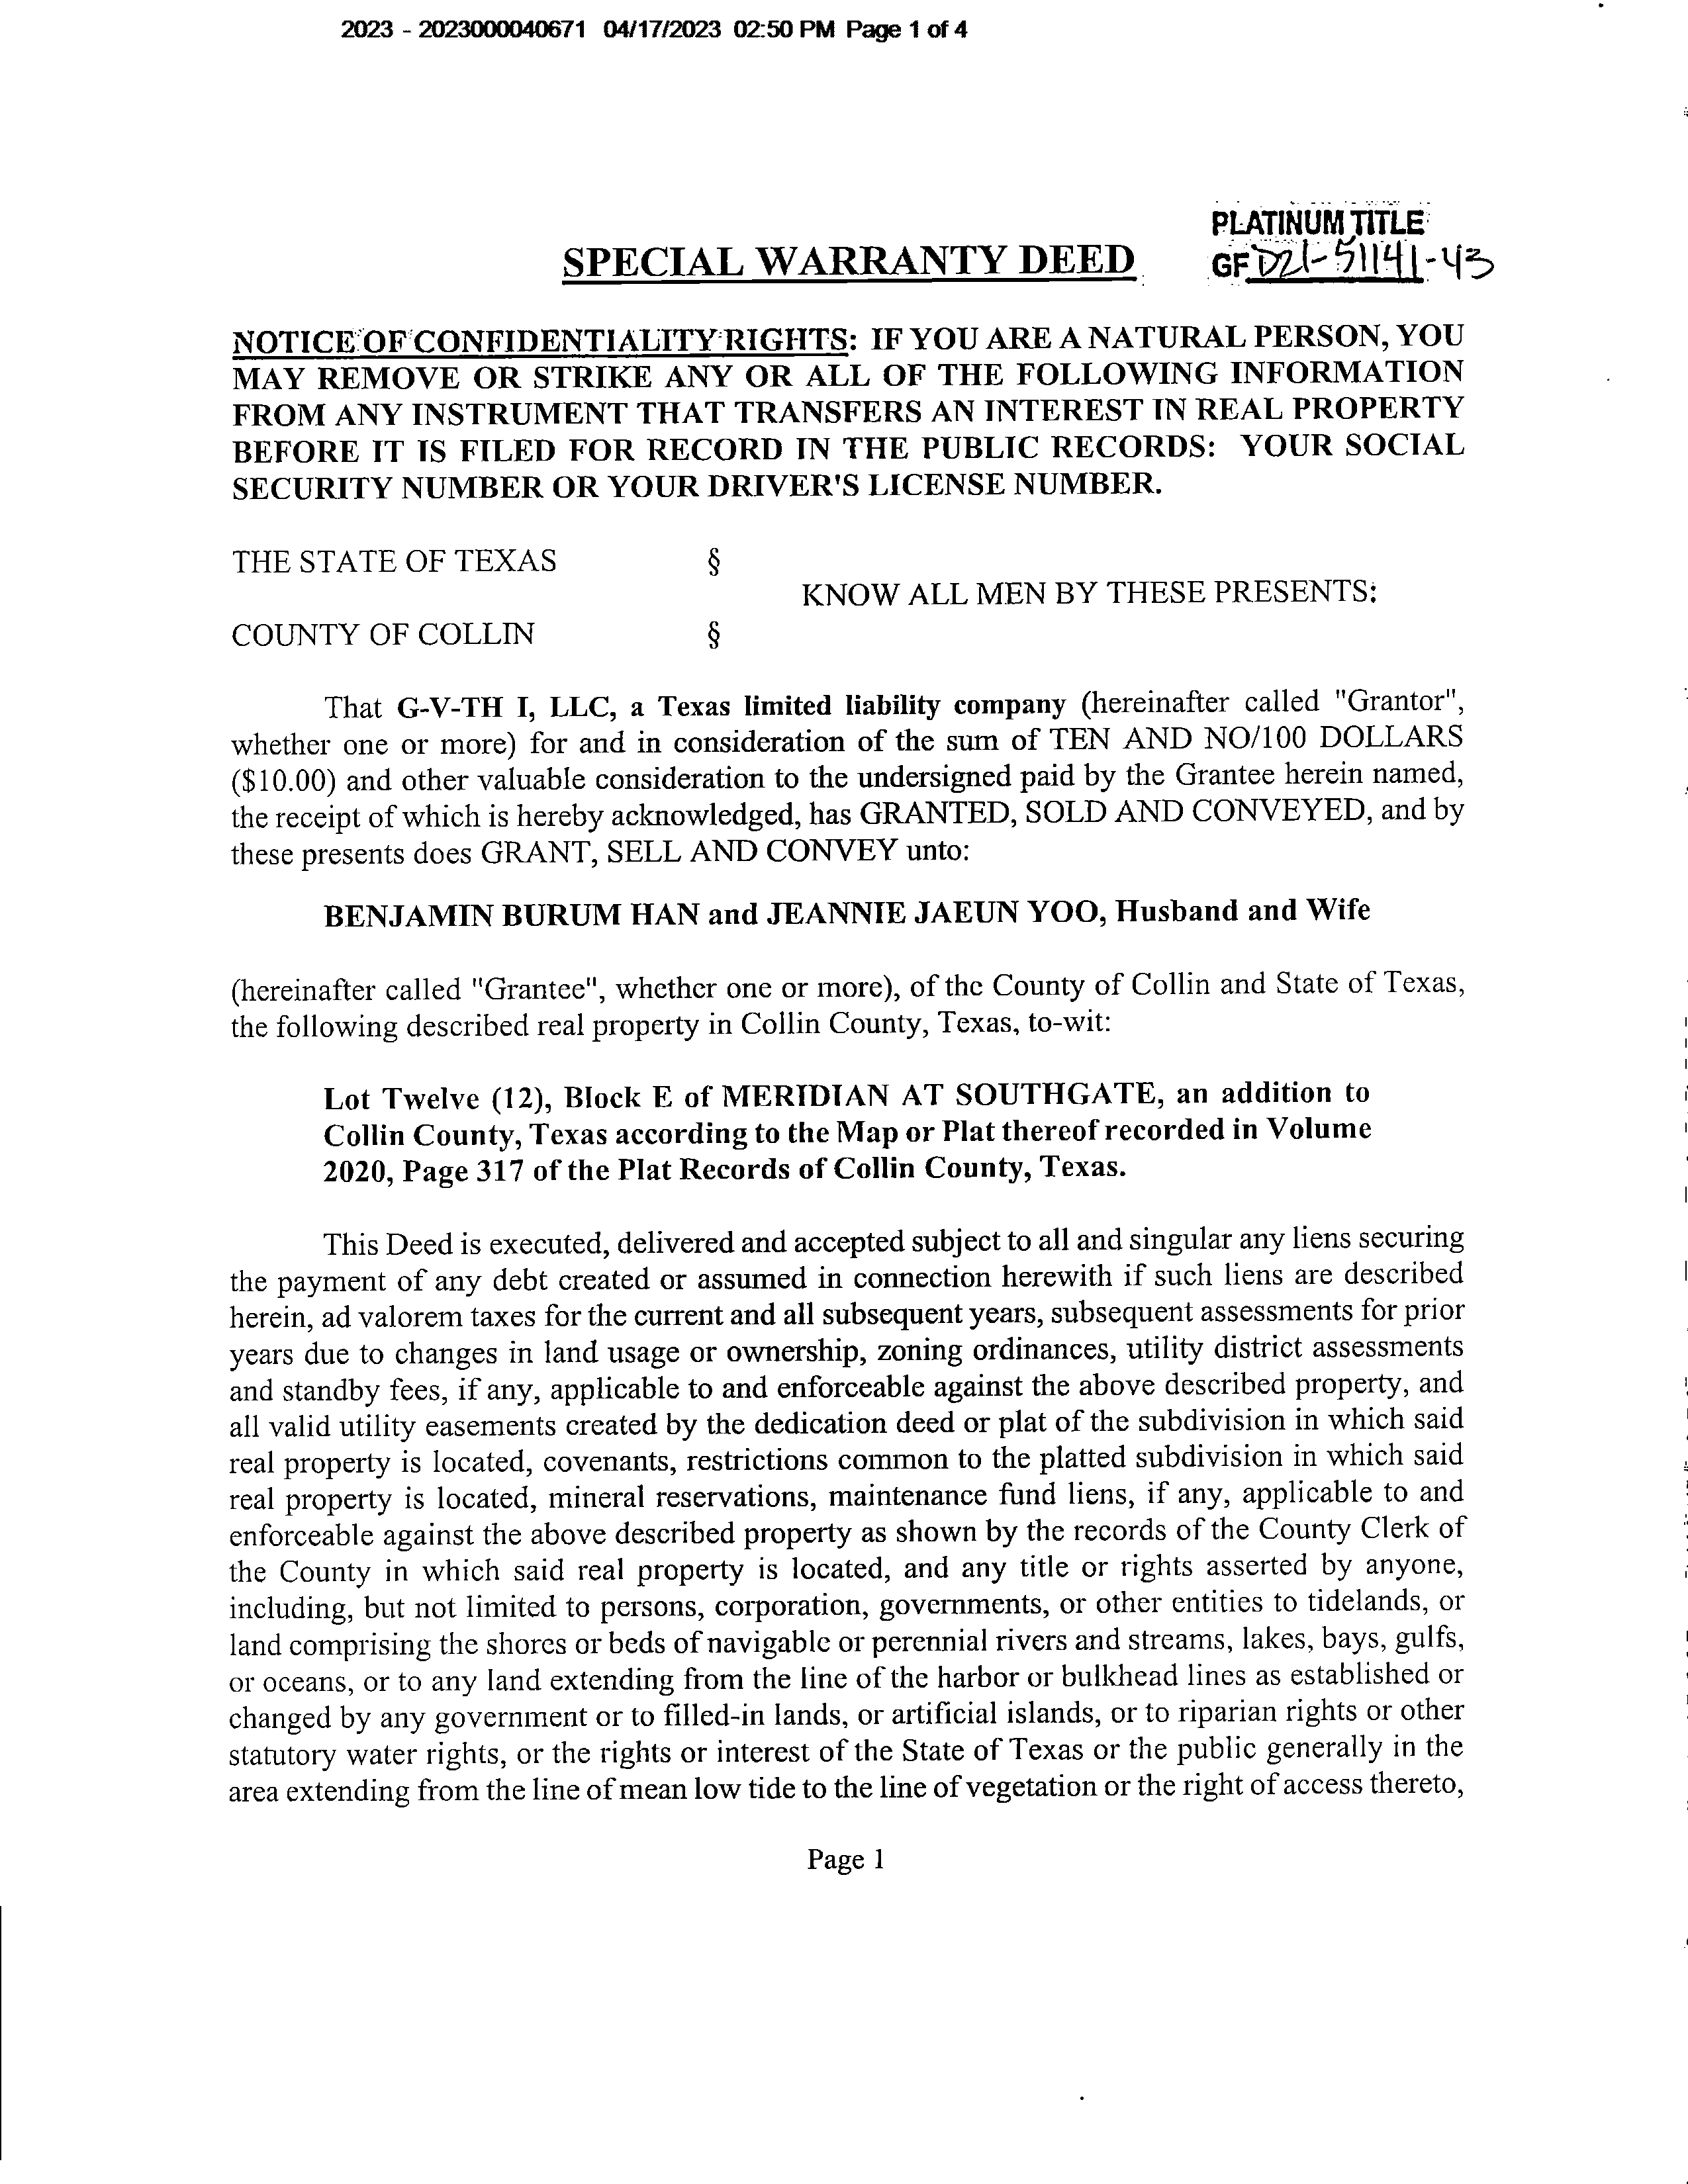 2023 - 2023000040671 04/17/2023 02:50 PM Page 1 of 4
PLATINUM TITLE
SPECIAL WARRANTY DEED
GF D21-51141-43
NOTICE OF CONFIDENTIALITY RIGHTS: IF YOU ARE A NATURAL PERSON, YOU
MAY REMOVE OR STRIKE ANY OR ALL OF THE FOLLOWING INFORMATION
FROM ANY INSTRUMENT THAT TRANSFERS AN INTEREST IN REAL PROPERTY
BEFORE IT IS FILED FOR RECORD IN THE PUBLIC RECORDS: YOUR SOCIAL
SECURITY NUMBER OR YOUR DRIVER'S LICENSE NUMBER.
THE STATE OF TEXAS §
KNOW ALL MEN BY THESE PRESENTS:
COUNTY OF COLLIN §
That G-V-TH I, LLC, a Texas limited liability company (hereinafter called "Grantor",
whether one or more) for and in consideration of the sum of TEN AND NO/100 DOLLARS
($10.00) and other valuable consideration to the undersigned paid by the Grantee herein named,
the receipt of which is hereby acknowledged, has GRANTED, SOLD AND CONVEYED, and by
these presents does GRANT, SELL AND CONVEY unto:
BENJAMIN BURUM HAN and JEANNIE JAEUN YOO, Husband and Wife
(hereinafter called "Grantee", whether one or more), of the County of Collin and State of Texas,
the following described real property in Collin County, Texas, to-wit:
Lot Twelve (12), Block E of MERIDIAN AT SOUTHGATE, an addition to
Collin County, Texas according to the Map or Plat thereof recorded in Volume
2020, Page 317 of the Plat Records of Collin County, Texas.
This Deed is executed, delivered and accepted subject to all and singular any liens securing
the payment of any debt created or assumed in connection herewith if such liens are described
herein, ad valorem taxes for the current and all subsequent years, subsequent assessments for prior
years due to changes in land usage or ownership, zoning ordinances, utility district assessments
and standby fees, if any, applicable to and enforceable against the above described property, and
all valid utility easements created by the dedication deed or plat of the subdivision in which said
real property is located, covenants, restrictions common to the platted subdivision in which said
real property is located, mineral reservations, maintenance fund liens, if any, applicable to and
enforceable against the above described property as shown by the records of the County Clerk of
the County in which said real property is located, and any title or rights asserted by anyone,
including, but not limited to persons, corporation, governments, or other entities to tidelands, or
land comprising the shores or beds of navigable or perennial rivers and streams, lakes, bays, gulfs,
or oceans, or to any land extending from the line of the harbor or bulkhead lines as established or
changed by any government or to filled-in lands, or artificial islands, or to riparian rights or other
statutory water rights, or the rights or interest of the State of Texas or the public generally in the
area extending from the line of mean low tide to the line of vegetation or the right of access thereto,
Page 1